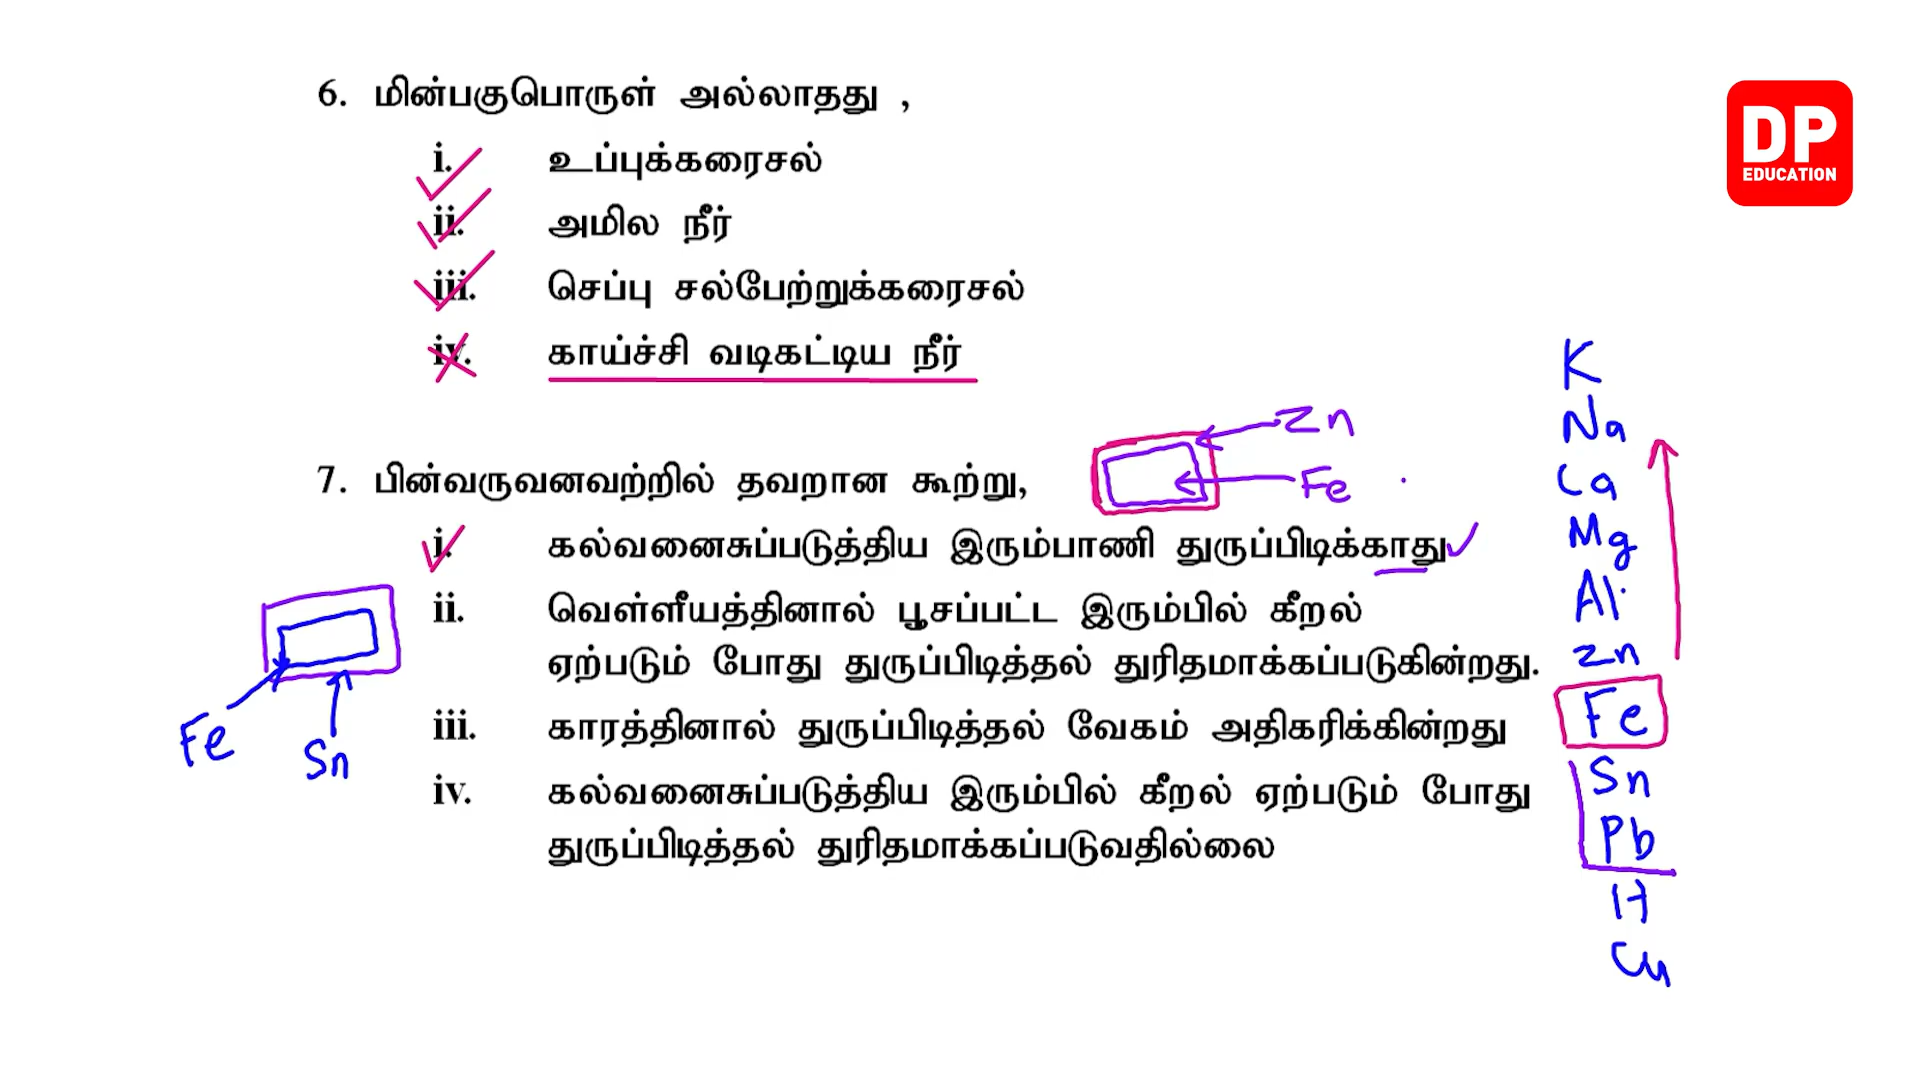 DP
EDUCATION
6. மின்பகுபொருள் அல்லாதது ,
i. உப்புக்கரைசல்
ii. அமில நீர்
iii. செப்பு சல்பேற்றுக்கரைசல்
iv. காய்ச்சி வடிகட்டிய நீர்
7. பின்வருவனவற்றில் தவறான கூற்று,
i. கல்வனைசுப்படுத்திய இரும்பாணி துருப்பிடிக்காது
ii. வெள்ளீயத்தினால் பூசப்பட்ட இரும்பில் கீறல்
ஏற்படும் போது துருப்பிடித்தல் துரிதமாக்கப்படுகின்றது.
iii. காரத்தினால் துருப்பிடித்தல் வேகம் அதிகரிக்கின்றது
iv. கல்வனைசுப்படுத்திய இரும்பில் கீறல் ஏற்படும் போது
துருப்பிடித்தல் துரிதமாக்கப்படுவதில்லை
Zn
Fe
Fe
Sn
K
Na
Ca
Mg
Al
Zn
Fe
Sn
Pb
H
Cu